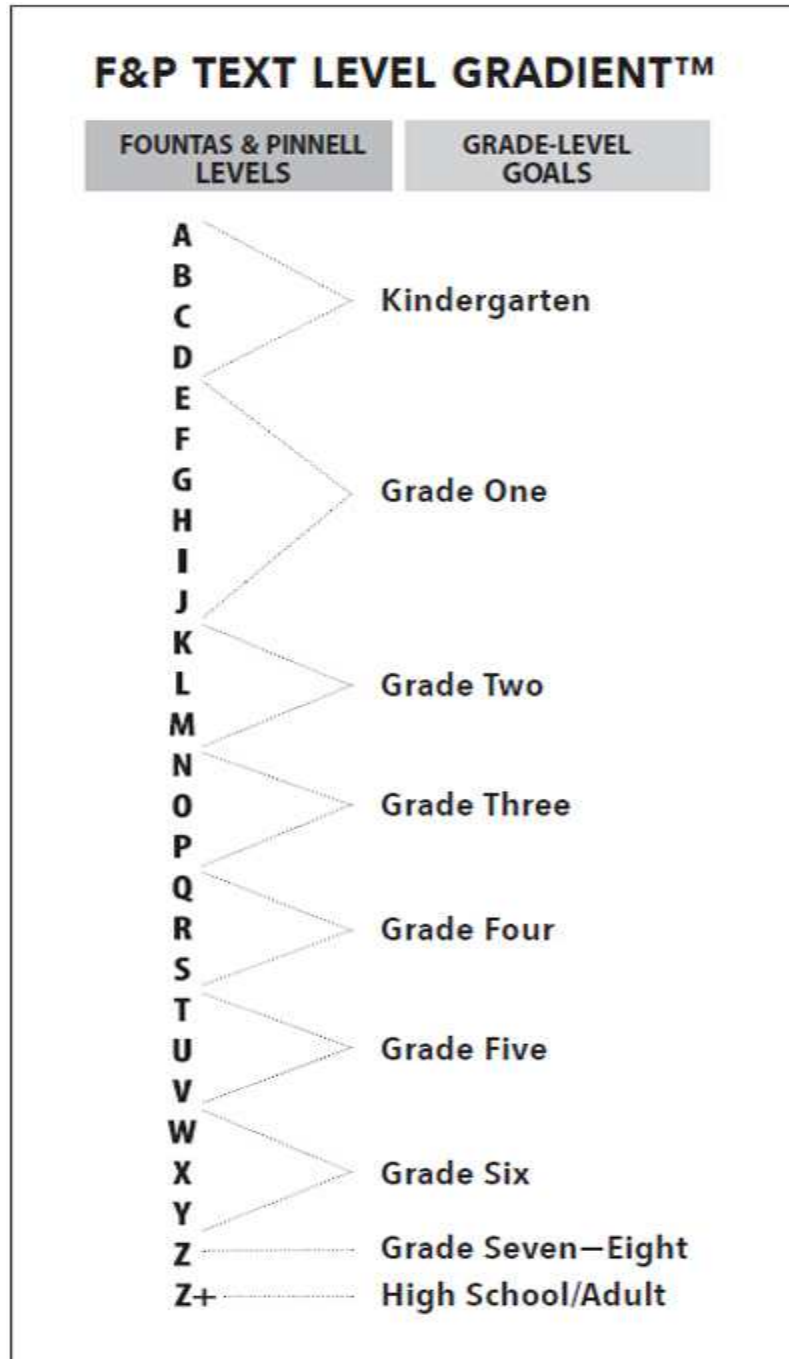 F&P TEXT LEVEL GRADIENT™
FOUNTAS & PINNELL
LEVELS
GRADE-LEVEL
GOALS
A
B
C
D
Kindergarten
E
F
G
H
I
J
Grade One
K
L
M
Grade Two
N
O
P
Grade Three
Q
R
S
Grade Four
T
U
V
Grade Five
W
X
Y
Grade Six
Z Grade Seven—Eight
Z+ High School/Adult